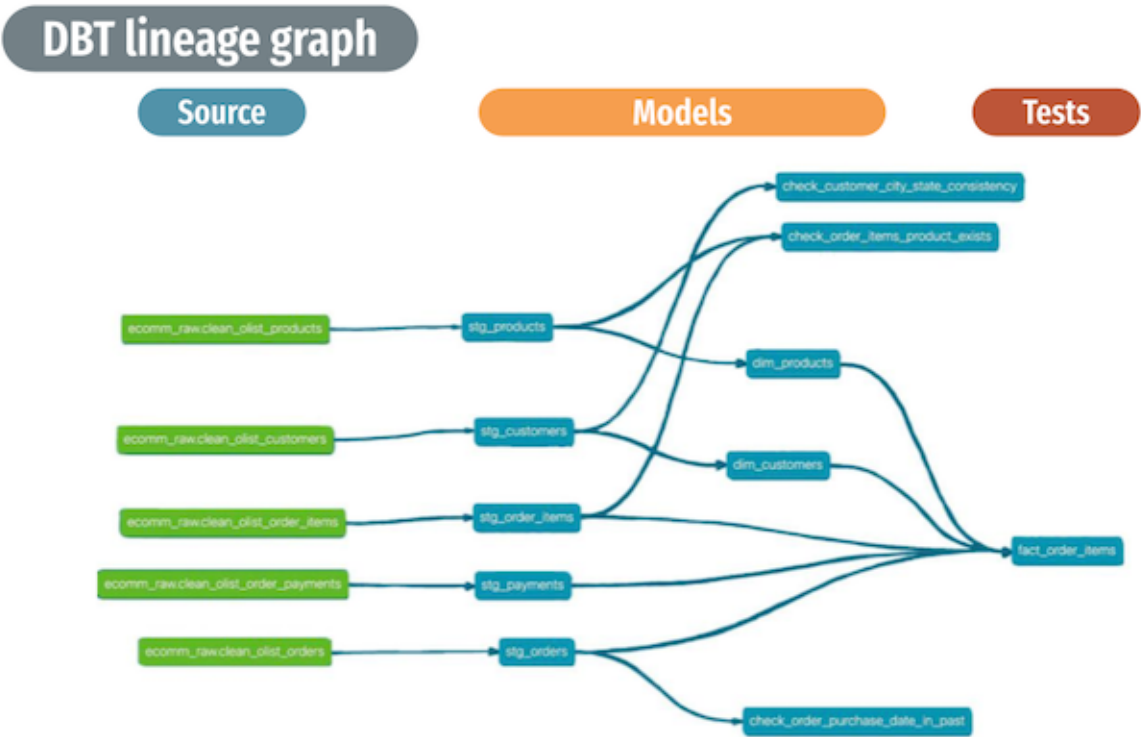 DBT lineage graph
Source
Models
Tests
check_customer_city_state_consistency
check_order_items_product_exists
ecomm_raw.clean_olist_products
stg_products
dim_products
ecomm_raw.clean_olist_customers
stg_customers
dim_customers
ecomm_raw.clean_olist_order_items
stg_order_items
fact_order_items
ecomm_raw.clean_olist_order_payments
stg_payments
ecomm_raw.clean_olist_orders
stg_orders
check_order_purchase_date_in_past